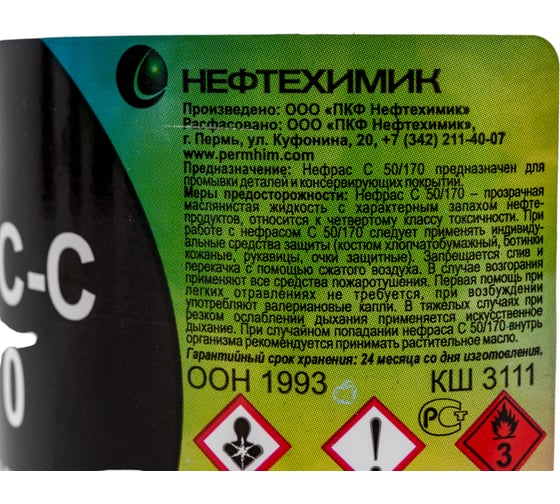 НЕФТЕХИМИК
Произведено: ООО «ПКФ Нефтехимик»
Расфасовано: ООО «ПКФ Нефтехимик»,
г. Пермь, ул. Куфонина, 20, +7 (342) 211-40-07
www.permhim.com
Предназначение: Нефрас С 50/170 предназначен для
промывки деталей и консервирующих покрытий.
Меры предосторожности: Нефрас С 50/170 – прозрачная
маслянистая жидкость с характерным запахом нефте-
продуктов, относится к четвертому классу токсичности. При
работе с нефрасом С 50/170 следует применять индивиду-
альные средства защиты (костюм хлопчатобумажный, ботинки
кожаные, рукавицы, очки защитные). Запрещается слив и
перекачка с помощью сжатого воздуха. В случае возгорания
применяют все средства пожаротушения. Первая помощь при
легких отравлениях не требуется, при возбуждении
употребляют валериановые капли. В тяжелых случаях при
резком ослаблении дыхания применяется искусственное
дыхание. При случайном попадании нефраса С 50/170 внутрь
организма рекомендуется принимать растительное масло.
Гарантийный срок хранения: 24 месяца со дня изготовления.
С-С
0
ООН 1993
КШ 3111
РСТ
3